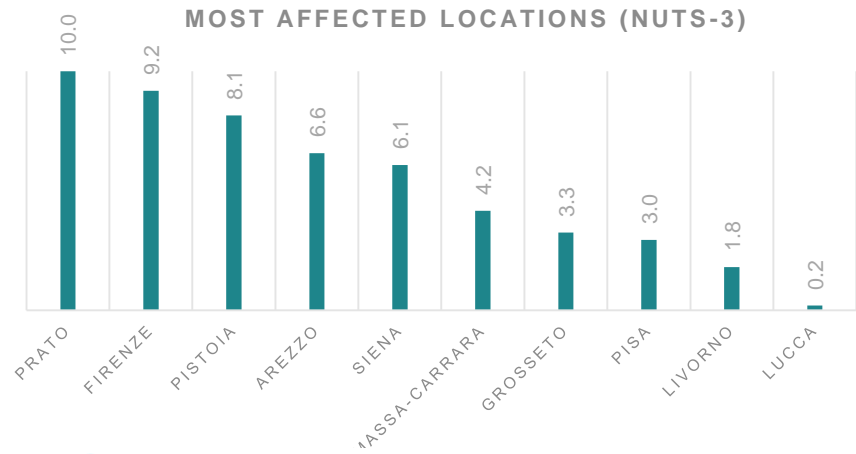 MOST AFFECTED LOCATIONS (NUTS-3)
10.0
9.2
8.1
6.6
6.1
4.2
3.3
3.0
1.8
0.2
PRATO
FIRENZE
PISTOIA
AREZZO
SIENA
MASSA-CARRARA
GROSSETO
PISA
LIVORNO
LUCCA